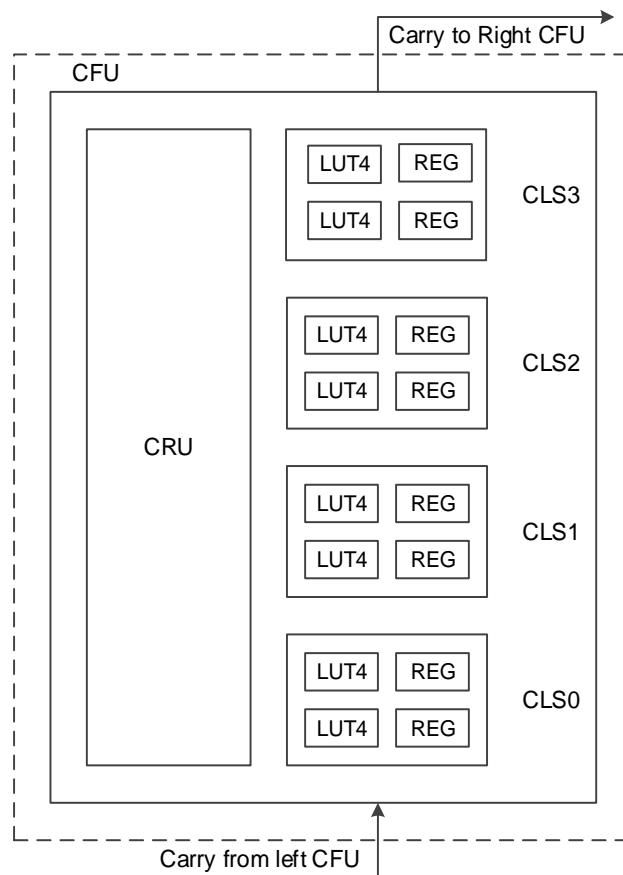 Carry to Right CFU
CFU
LUT4 REG
LUT4 REG
CLS3
LUT4 REG
LUT4 REG
CLS2
CRU
LUT4 REG
LUT4 REG
CLS1
LUT4 REG
LUT4 REG
CLS0
Carry from left CFU